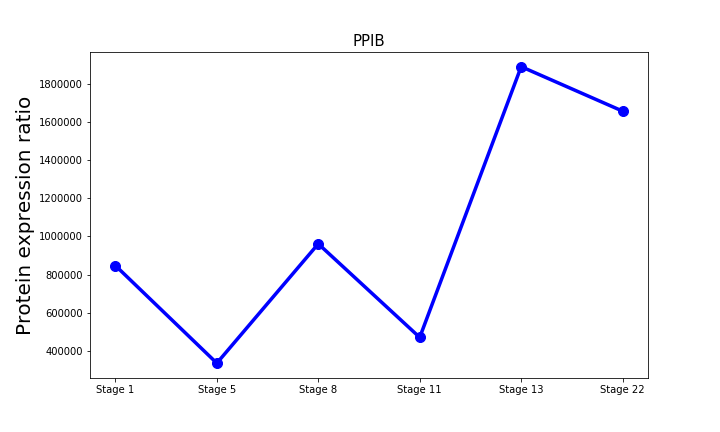 PPIB
Protein expression ratio
1800000
1600000
1400000
1200000
1000000
800000
600000
400000
Stage 1 Stage 5 Stage 8 Stage 11 Stage 13 Stage 22